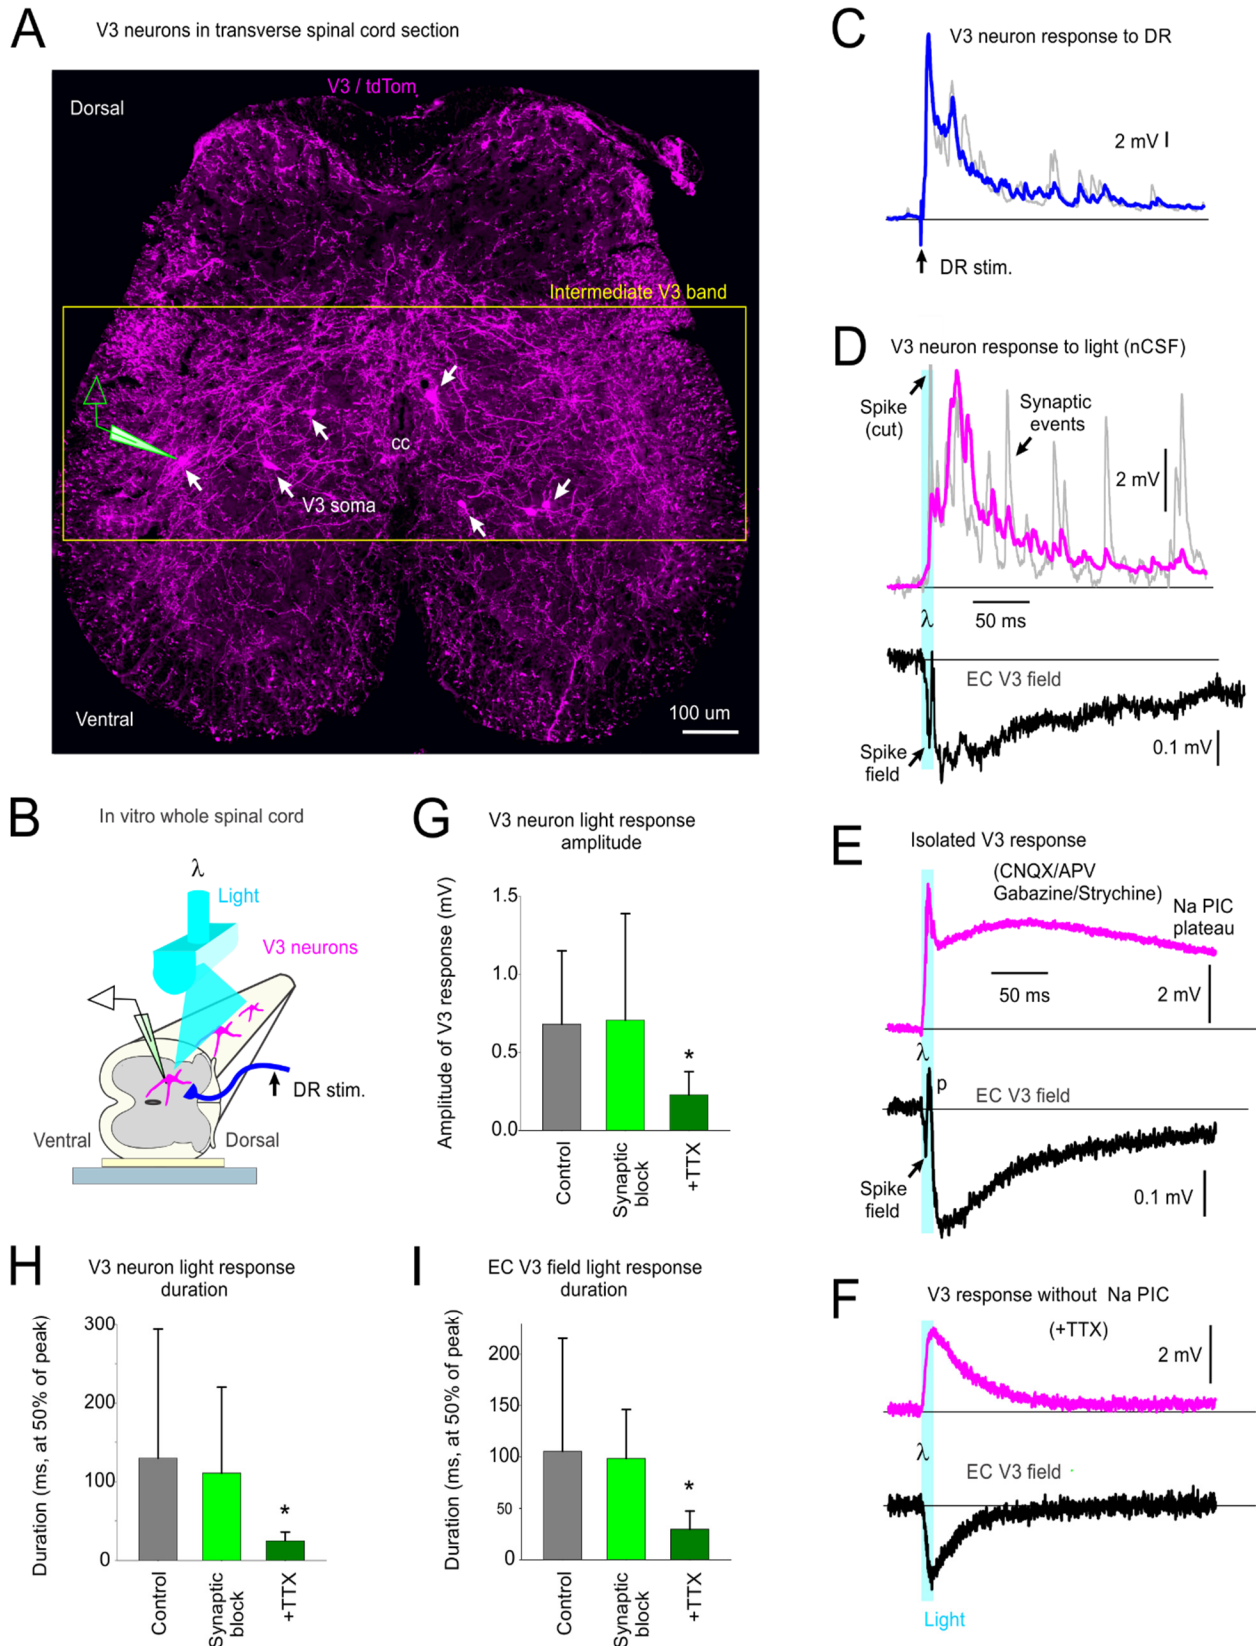 A
V3 neurons in transverse spinal cord section
V3 / tdTom
Dorsal
Intermediate V3 band
cc
V3 soma
Ventral
100 um
B
In vitro whole spinal cord
λ
Light
V3 neurons
DR stim.
Ventral
Dorsal
C
V3 neuron response to DR
2 mV
DR stim.
D
V3 neuron response to light (nCSF)
Spike
(cut)
Synaptic
events
2 mV
50 ms
λ
EC V3 field
Spike
field
0.1 mV
E
Isolated V3 response
(CNQX/APV
Gabazine/Strychine)
Na PIC
plateau
50 ms
2 mV
λ
p
EC V3 field
Spike
field
0.1 mV
F
V3 response without Na PIC
(+TTX)
2 mV
λ
EC V3 field
Light
G
V3 neuron light response
amplitude
Amplitude of V3 response (mV)
1.5
1.0
0.5
0.0
*
Control
Synaptic
block
+TTX
H
V3 neuron light response
duration
Duration (ms, at 50% of peak)
300
200
100
0
*
Control
Synaptic
block
+TTX
I
EC V3 field light response
duration
Duration (ms, at 50% of peak)
200
150
100
50
0
*
Control
Synaptic
block
+TTX